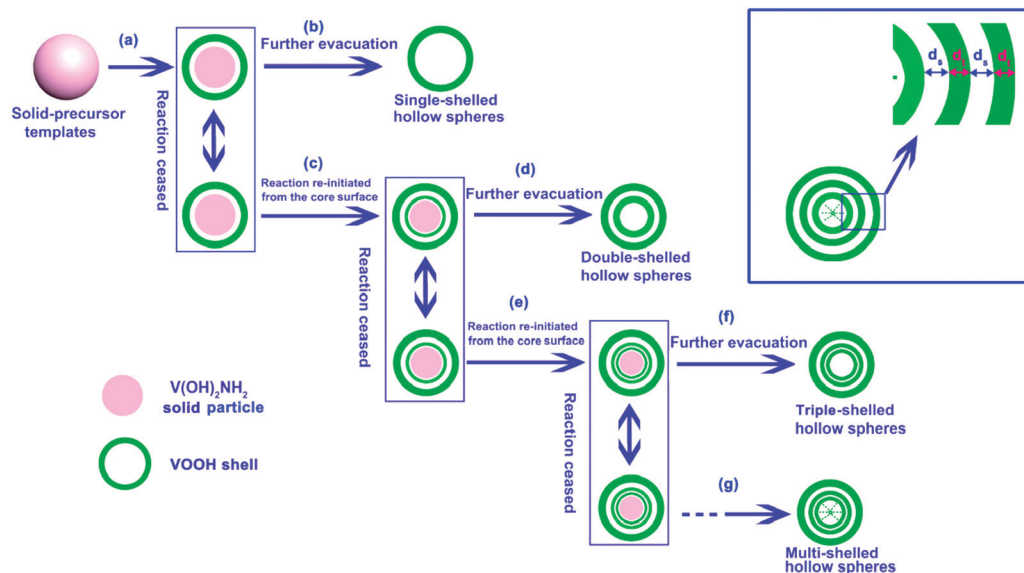 (a)
Solid-precursor
templates
Reaction ceased
(b)
Further evacuation
Single-shelled
hollow spheres
(c)
Reaction re-initiated
from the core surface
Reaction ceased
(d)
Further evacuation
Double-shelled
hollow spheres
(e)
Reaction re-initiated
from the core surface
Reaction ceased
(f)
Further evacuation
Triple-shelled
hollow spheres
(g)
Multi-shelled
hollow spheres
V(OH)₂NH₂
solid particle
VOOH shell
dₛ dₜ dₛ dₜ